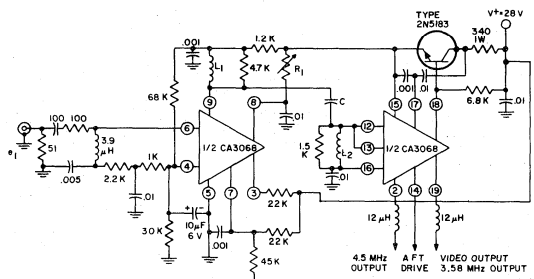 TYPE
2N5183
V+=28 V
340
1W
.001
L1
1.2 K
4.7 K
R1
.001
.01
68 K
9
8
C
15
17
18
6.8 K
.01
100
100
6
.01
12
51
3.9
μH
e1
1/2 CA3068
1.5
K
L2
13
1/2 CA3068
4
16
.005
2.2 K
1K
5
7
3
22 K
.01
2
14
19
.01
30 K
10μF
6 V
.001
22 K
45 K
12 μH
12 μH
4.5 MHz
OUTPUT
A F T
DRIVE
VIDEO OUTPUT
3.58 MHz OUTPUT